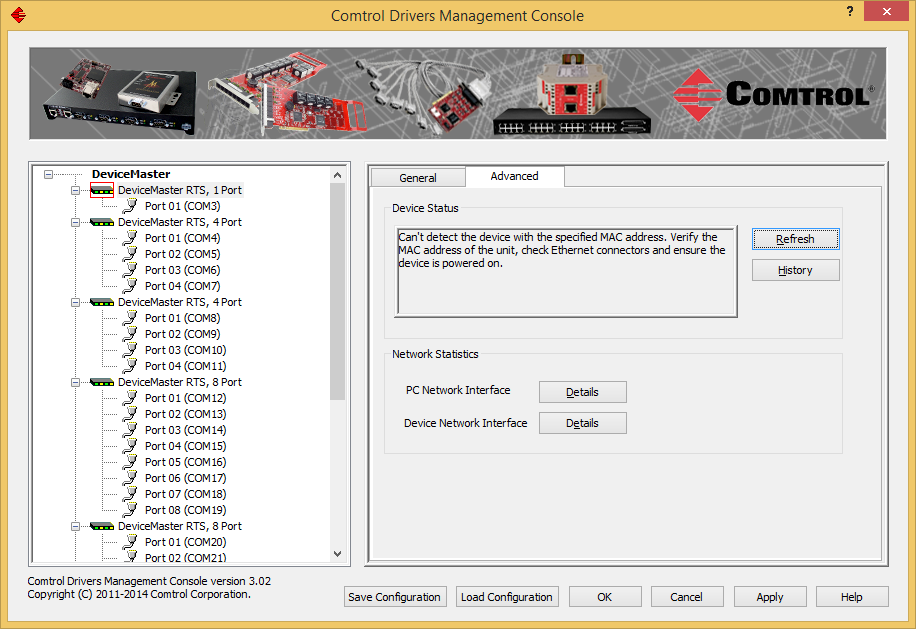 Comtrol Drivers Management Console
?
COMTROL®
DeviceMaster
DeviceMaster RTS, 1 Port
Port 01 (COM3)
DeviceMaster RTS, 4 Port
Port 01 (COM4)
Port 02 (COM5)
Port 03 (COM6)
Port 04 (COM7)
DeviceMaster RTS, 4 Port
Port 01 (COM8)
Port 02 (COM9)
Port 03 (COM10)
Port 04 (COM11)
DeviceMaster RTS, 8 Port
Port 01 (COM12)
Port 02 (COM13)
Port 03 (COM14)
Port 04 (COM15)
Port 05 (COM16)
Port 06 (COM17)
Port 07 (COM18)
Port 08 (COM19)
DeviceMaster RTS, 8 Port
Port 01 (COM20)
Port 02 (COM21)
General
Advanced
Device Status
Can't detect the device with the specified MAC address. Verify the
MAC address of the unit, check Ethernet connectors and ensure the
device is powered on.
Refresh
History
Network Statistics
PC Network Interface
Details
Device Network Interface
Details
Comtrol Drivers Management Console version 3.02
Copyright (C) 2011-2014 Comtrol Corporation.
Save Configuration
Load Configuration
OK
Cancel
Apply
Help